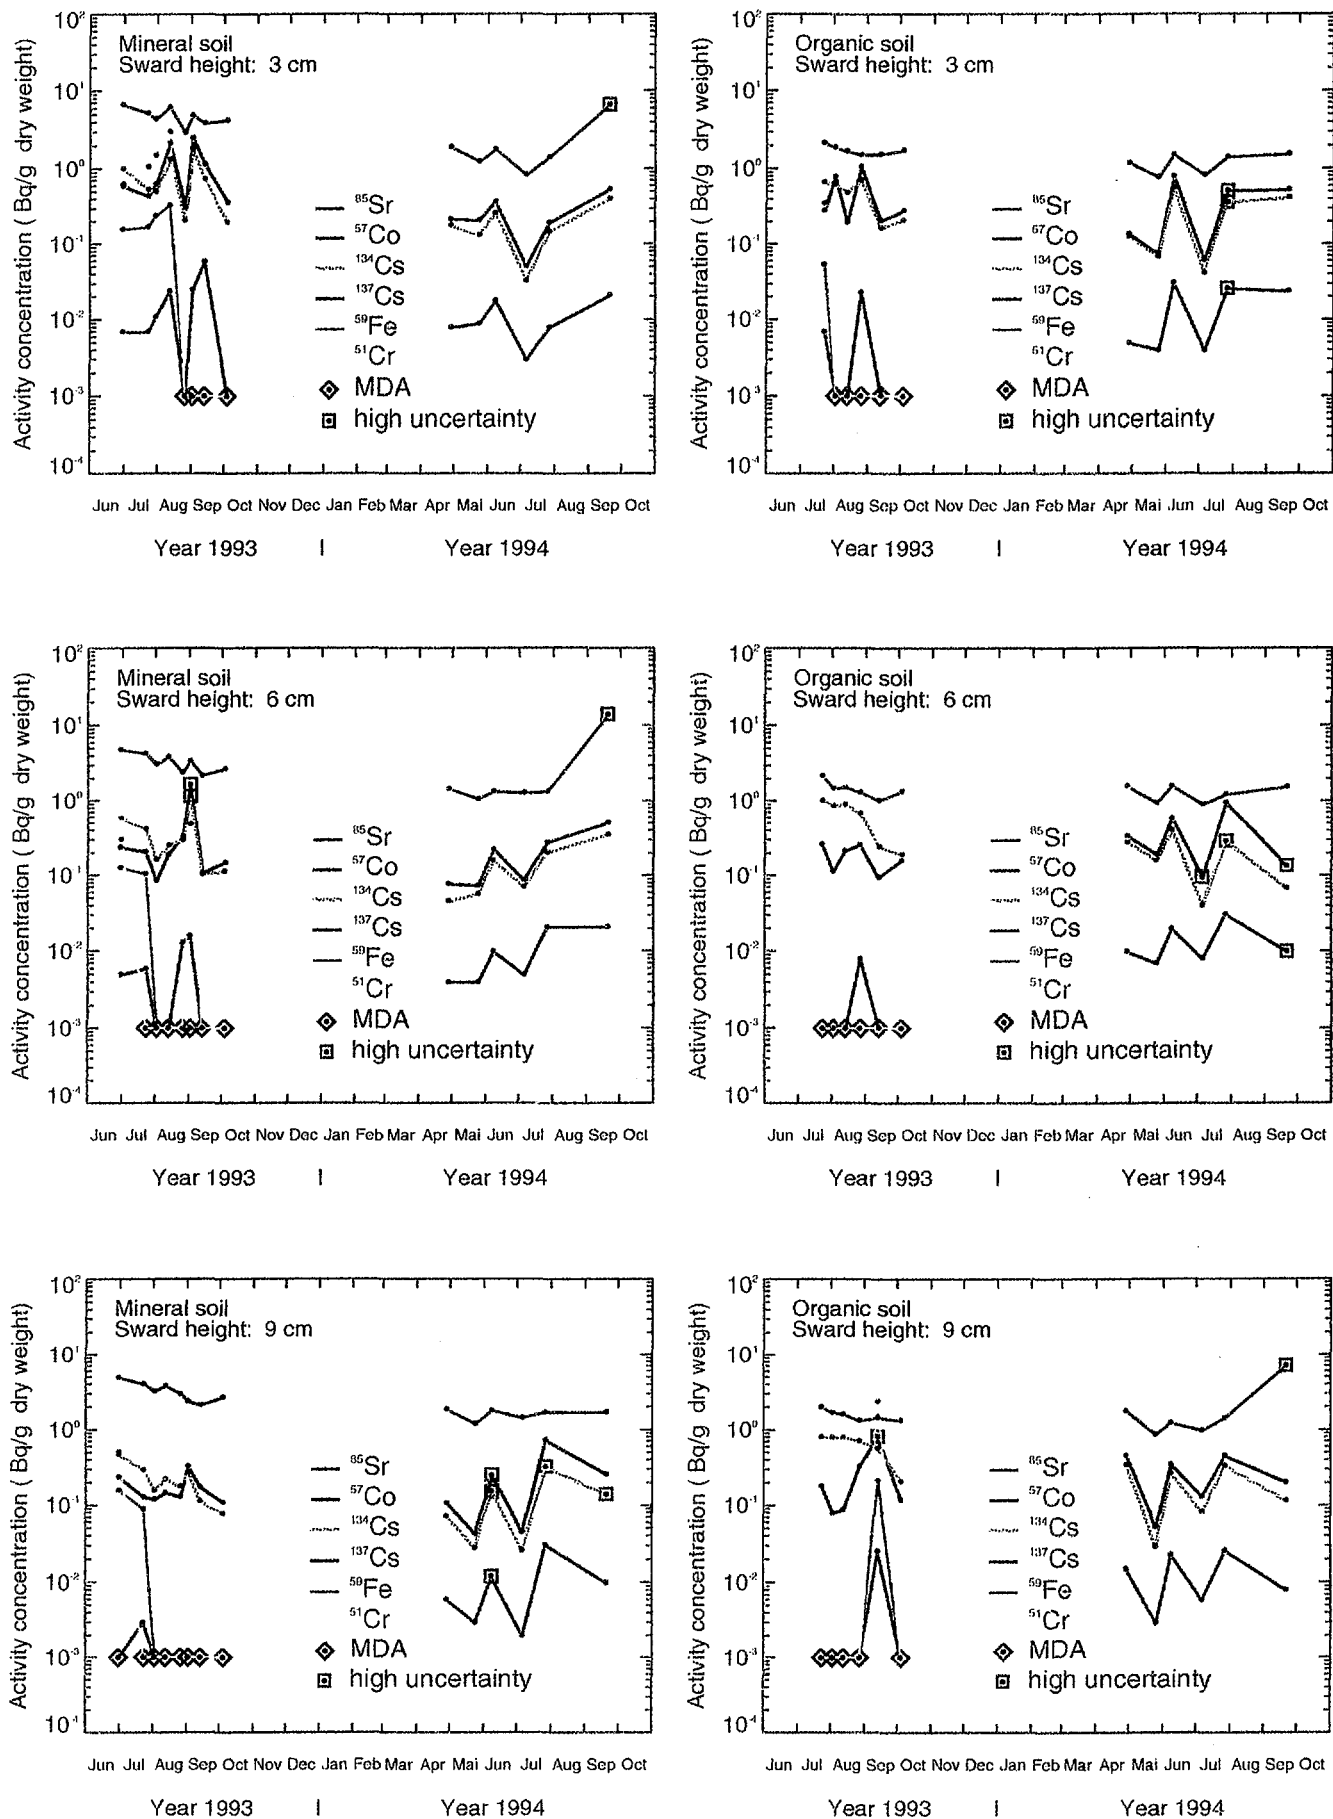 Activity concentration ( Bq/g dry weight)
10²
10¹
10⁰
10⁻¹
10⁻²
10⁻³
10⁻⁴
Mineral soil
Sward height: 3 cm
⁸⁵Sr
⁵⁷Co
¹³⁴Cs
¹³⁷Cs
⁵⁹Fe
⁵¹Cr
MDA
high uncertainty
Jun Jul Aug Sep Oct Nov Dec Jan Feb Mar Apr Mai Jun Jul Aug Sep Oct
Year 1993 | Year 1994
Activity concentration ( Bq/g dry weight)
10²
10¹
10⁰
10⁻¹
10⁻²
10⁻³
10⁻⁴
Organic soil
Sward height: 3 cm
⁸⁵Sr
⁵⁷Co
¹³⁴Cs
¹³⁷Cs
⁵⁹Fe
⁵¹Cr
MDA
high uncertainty
Jun Jul Aug Sep Oct Nov Dec Jan Feb Mar Apr Mai Jun Jul Aug Sep Oct
Year 1993 | Year 1994
Activity concentration ( Bq/g dry weight)
10²
10¹
10⁰
10⁻¹
10⁻²
10⁻³
10⁻⁴
Mineral soil
Sward height: 6 cm
⁸⁵Sr
⁵⁷Co
¹³⁴Cs
¹³⁷Cs
⁵⁹Fe
⁵¹Cr
MDA
high uncertainty
Jun Jul Aug Sep Oct Nov Dec Jan Feb Mar Apr Mai Jun Jul Aug Sep Oct
Year 1993 | Year 1994
Activity concentration ( Bq/g dry weight)
10²
10¹
10⁰
10⁻¹
10⁻²
10⁻³
10⁻⁴
Organic soil
Sward height: 6 cm
⁸⁵Sr
⁵⁷Co
¹³⁴Cs
¹³⁷Cs
⁵⁹Fe
⁵¹Cr
MDA
high uncertainty
Jun Jul Aug Sep Oct Nov Dec Jan Feb Mar Apr Mai Jun Jul Aug Sep Oct
Year 1993 | Year 1994
Activity concentration ( Bq/g dry weight)
10²
10¹
10⁰
10⁻¹
10⁻²
10⁻³
10⁻⁴
Mineral soil
Sward height: 9 cm
⁸⁵Sr
⁵⁷Co
¹³⁴Cs
¹³⁷Cs
⁵⁹Fe
⁵¹Cr
MDA
high uncertainty
Jun Jul Aug Sep Oct Nov Dec Jan Feb Mar Apr Mai Jun Jul Aug Sep Oct
Year 1993 | Year 1994
Activity concentration ( Bq/g dry weight)
10²
10¹
10⁰
10⁻¹
10⁻²
10⁻³
10⁻⁴
Organic soil
Sward height: 9 cm
⁸⁵Sr
⁵⁷Co
¹³⁴Cs
¹³⁷Cs
⁵⁹Fe
⁵¹Cr
MDA
high uncertainty
Jun Jul Aug Sep Oct Nov Dec Jan Feb Mar Apr Mai Jun Jul Aug Sep Oct
Year 1993 | Year 1994